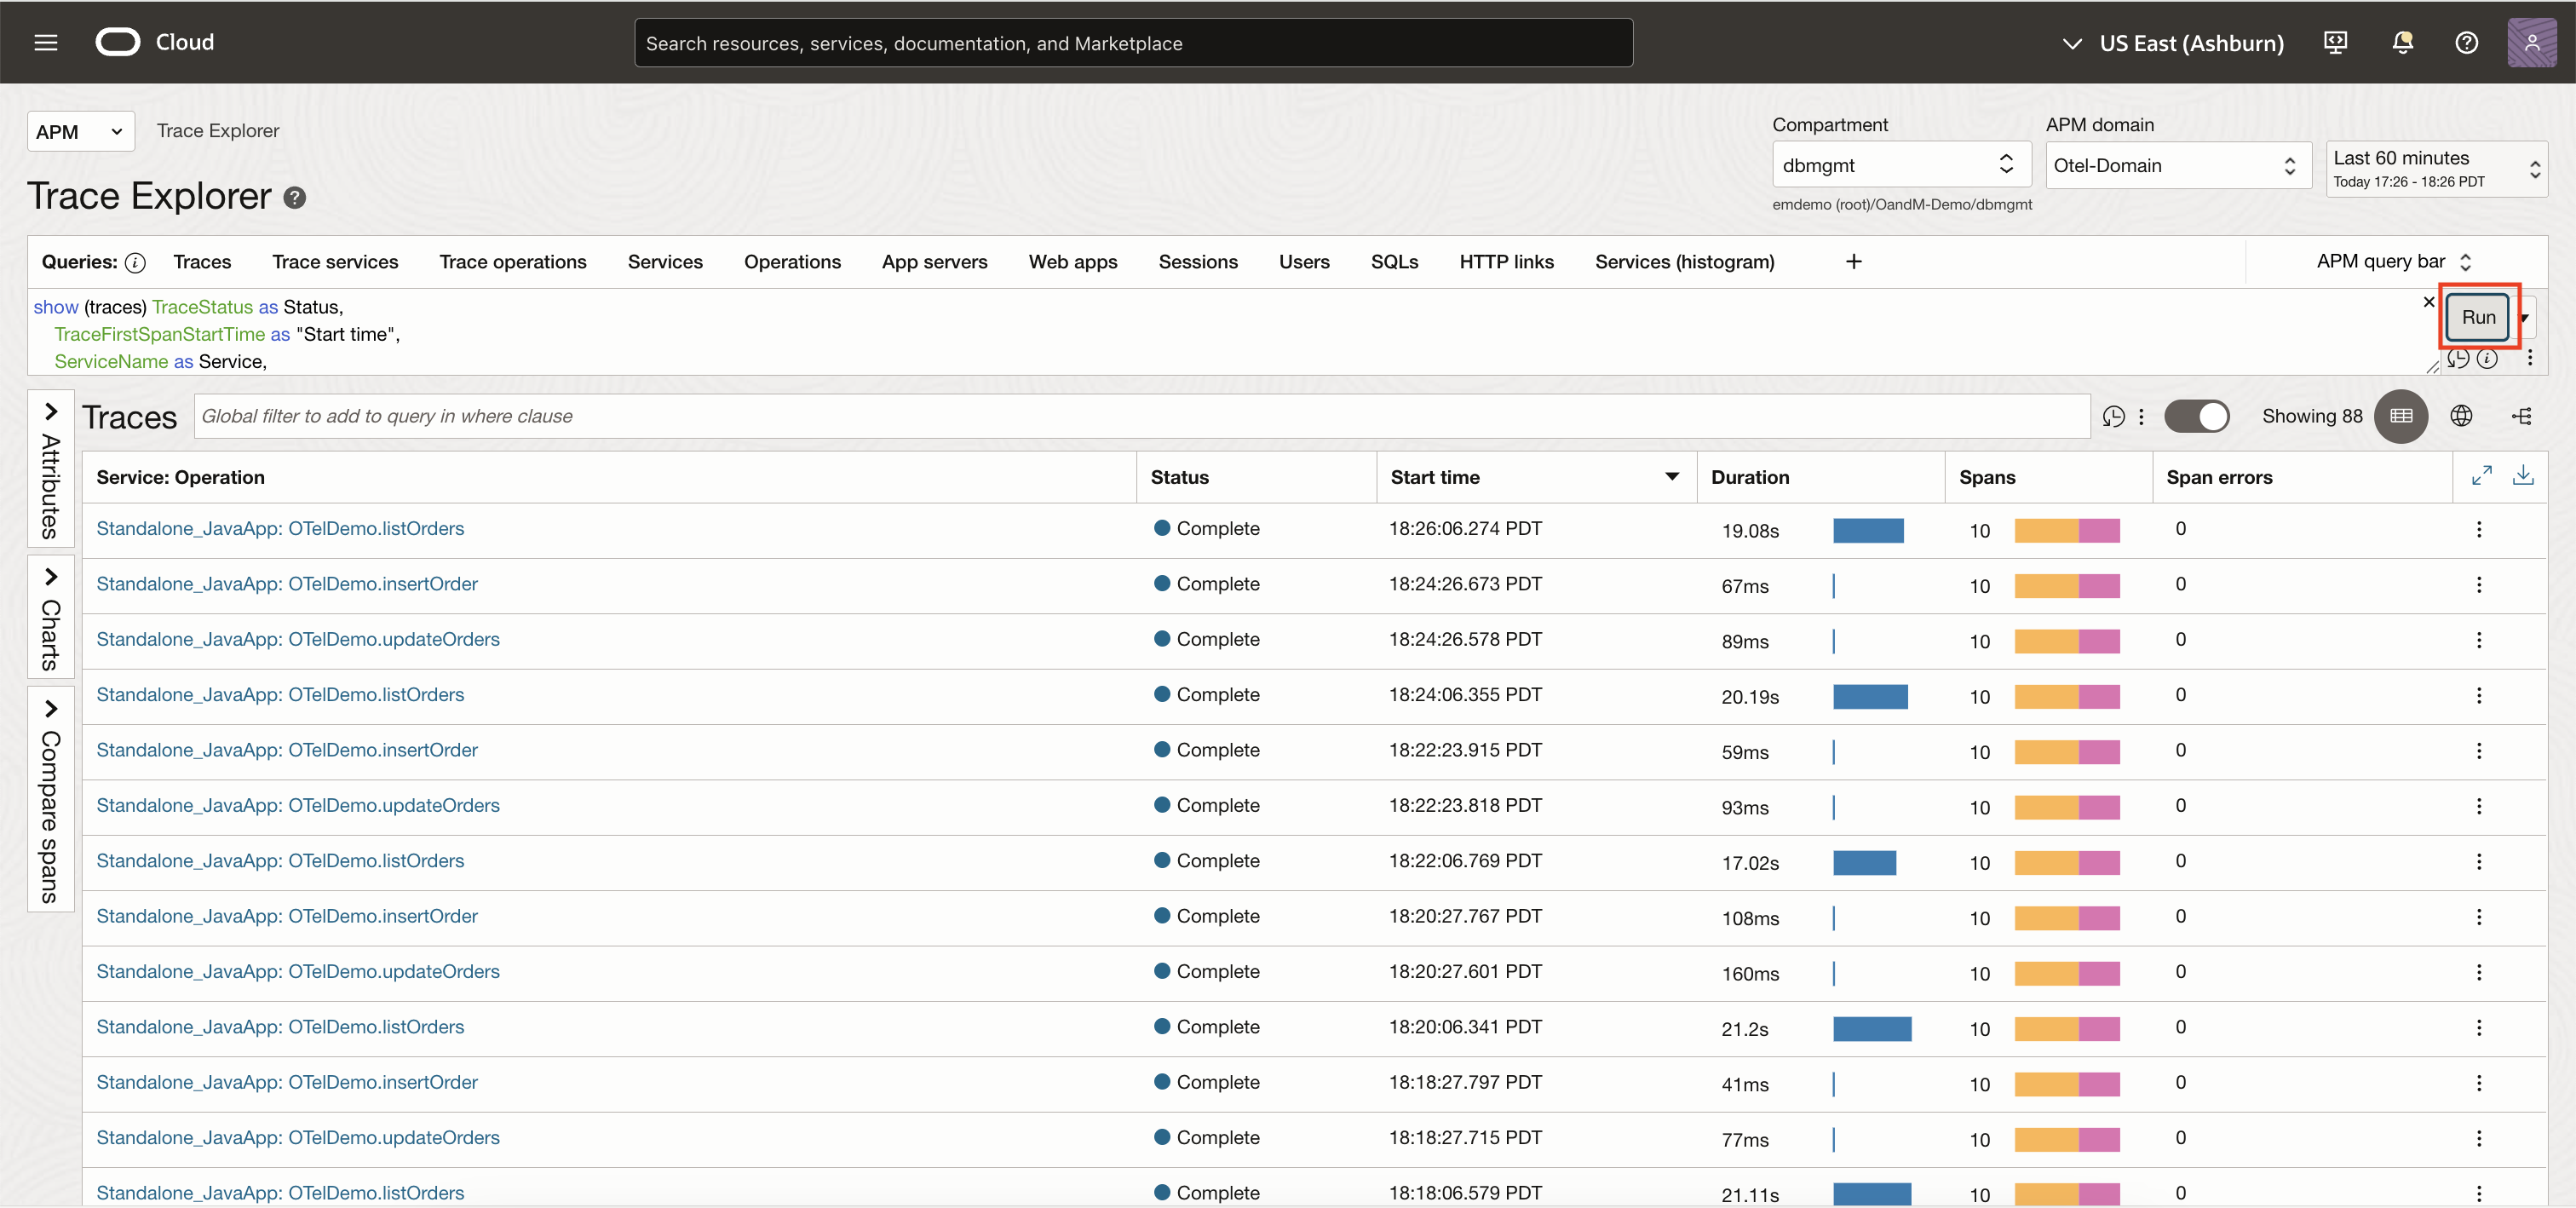 Cloud
Search resources, services, documentation, and Marketplace
US East (Ashburn)
APM
Trace Explorer
Compartment
APM domain
dbmgmt
Otel-Domain
Last 60 minutes
Today 17:26 - 18:26 PDT
emdemo (root)/OandM-Demo/dbmgmt
Trace Explorer
Queries: Traces Trace services Trace operations Services Operations App servers Web apps Sessions Users SQLs HTTP links Services (histogram) + APM query bar
show (traces) TraceStatus as Status,
TraceFirstSpanStartTime as "Start time",
ServiceName as Service,
Run
Attributes
Charts
Compare spans
Traces Global filter to add to query in where clause Showing 88
Service: Operation Status Start time Duration Spans Span errors
Standalone_JavaApp: OTelDemo.listOrders Complete 18:26:06.274 PDT 19.08s 10 0
Standalone_JavaApp: OTelDemo.insertOrder Complete 18:24:26.673 PDT 67ms 10 0
Standalone_JavaApp: OTelDemo.updateOrders Complete 18:24:26.578 PDT 89ms 10 0
Standalone_JavaApp: OTelDemo.listOrders Complete 18:24:06.355 PDT 20.19s 10 0
Standalone_JavaApp: OTelDemo.insertOrder Complete 18:22:23.915 PDT 59ms 10 0
Standalone_JavaApp: OTelDemo.updateOrders Complete 18:22:23.818 PDT 93ms 10 0
Standalone_JavaApp: OTelDemo.listOrders Complete 18:22:06.769 PDT 17.02s 10 0
Standalone_JavaApp: OTelDemo.insertOrder Complete 18:20:27.767 PDT 108ms 10 0
Standalone_JavaApp: OTelDemo.updateOrders Complete 18:20:27.601 PDT 160ms 10 0
Standalone_JavaApp: OTelDemo.listOrders Complete 18:20:06.341 PDT 21.2s 10 0
Standalone_JavaApp: OTelDemo.insertOrder Complete 18:18:27.797 PDT 41ms 10 0
Standalone_JavaApp: OTelDemo.updateOrders Complete 18:18:27.715 PDT 77ms 10 0
Standalone_JavaApp: OTelDemo.listOrders Complete 18:18:06.579 PDT 21.11s 10 0